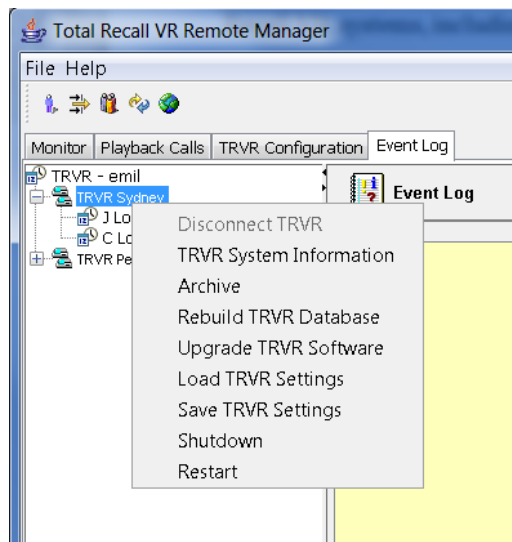 Total Recall VR Remote Manager
File Help
Monitor Playback Calls TRVR Configuration Event Log
TRVR - emil
TRVR Sydney
J Lo
C Lo
TRVR Pe
Event Log
Disconnect TRVR
TRVR System Information
Archive
Rebuild TRVR Database
Upgrade TRVR Software
Load TRVR Settings
Save TRVR Settings
Shutdown
Restart